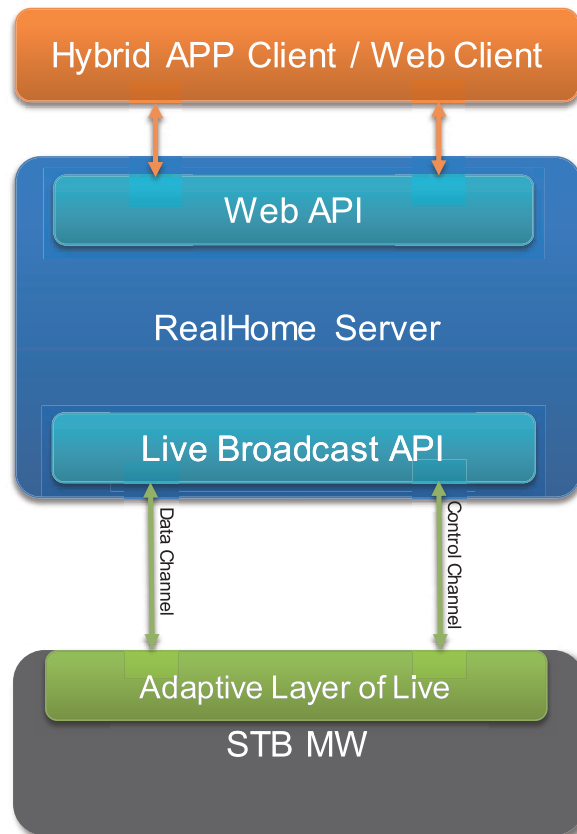 Hybrid APP Client / Web Client
Web API
RealHome Server
Live Broadcast API
Data Channel
Control Channel
Adaptive Layer of Live
STB MW